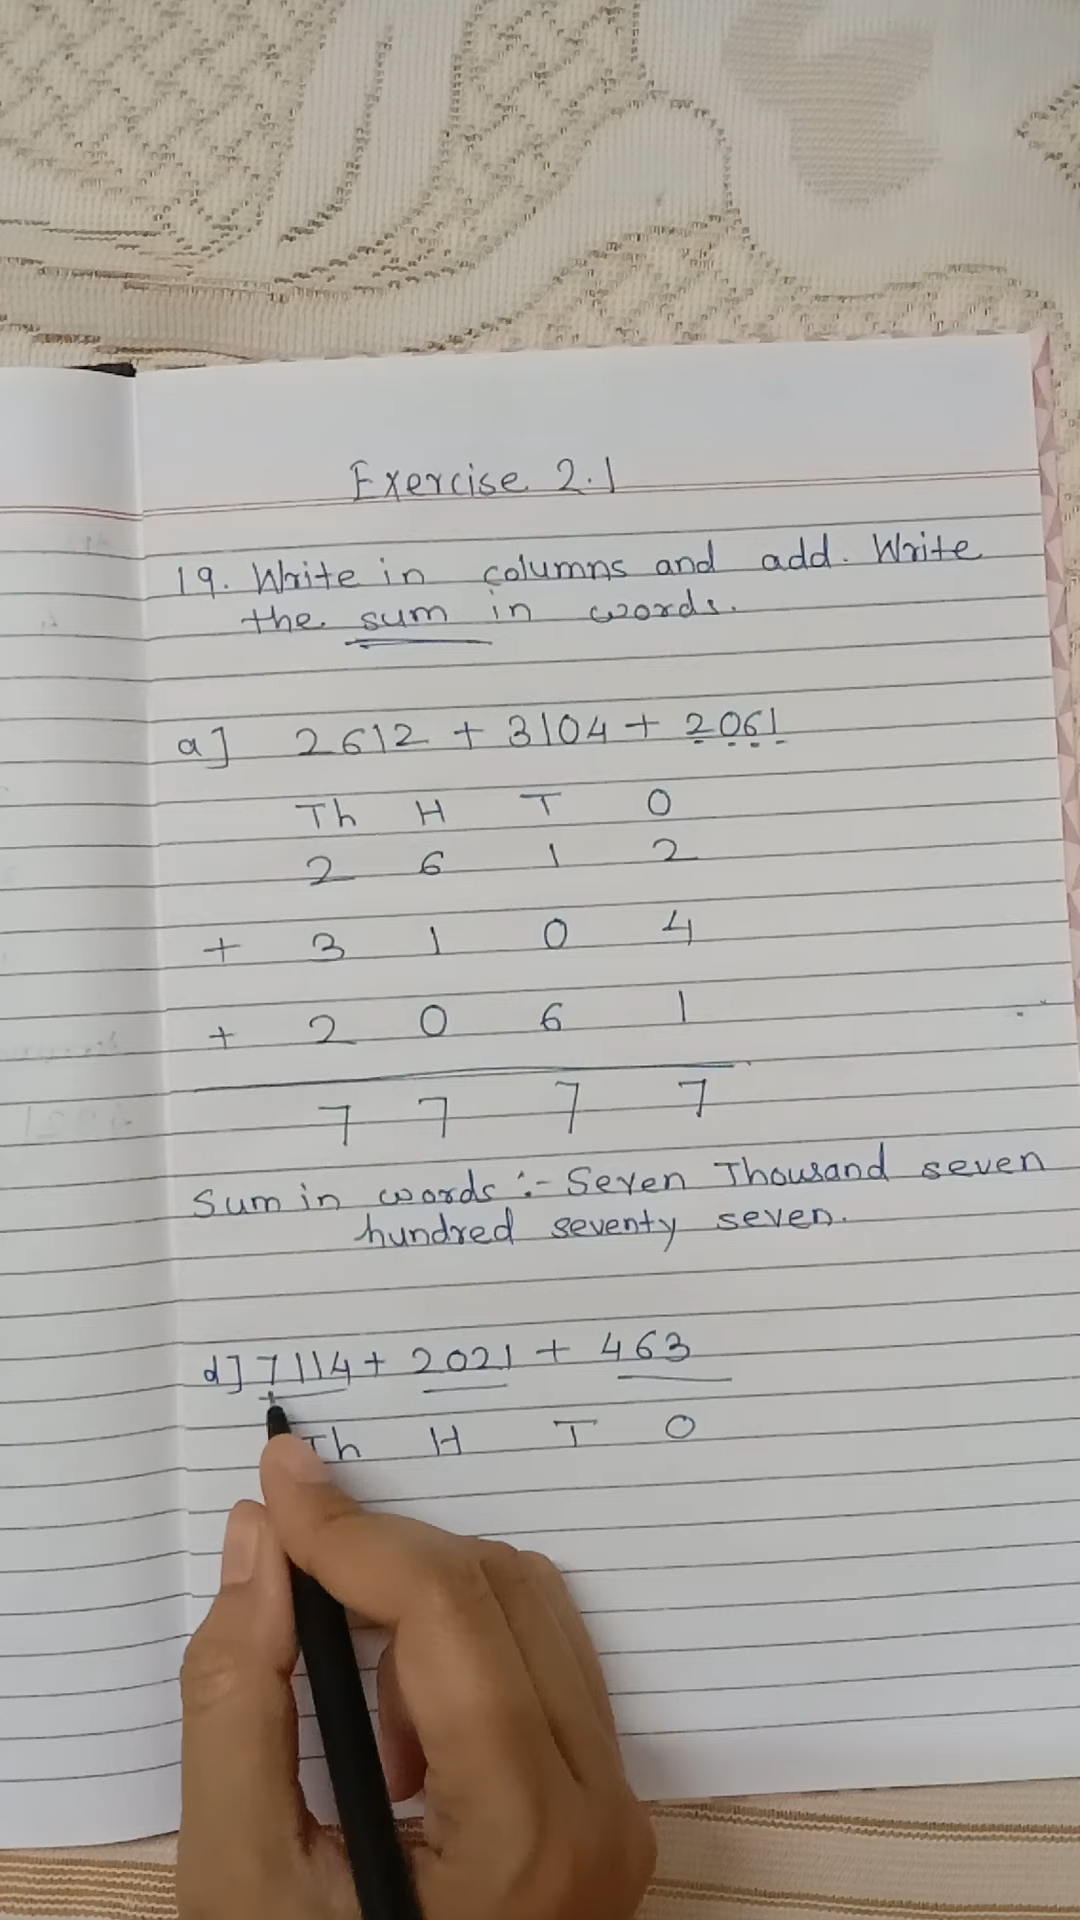 Exercise 2.1
19. Write in columns and add. Write
the sum in words.
a] 2612 + 3104 + 2061
Th H T O
2 6 1 2
+ 3 1 0 4
+ 2 0 6 1
7 7 7 7
Sum in words :- Seven Thousand seven
hundred seventy seven.
d] 7114 + 2021 + 463
Th H T O